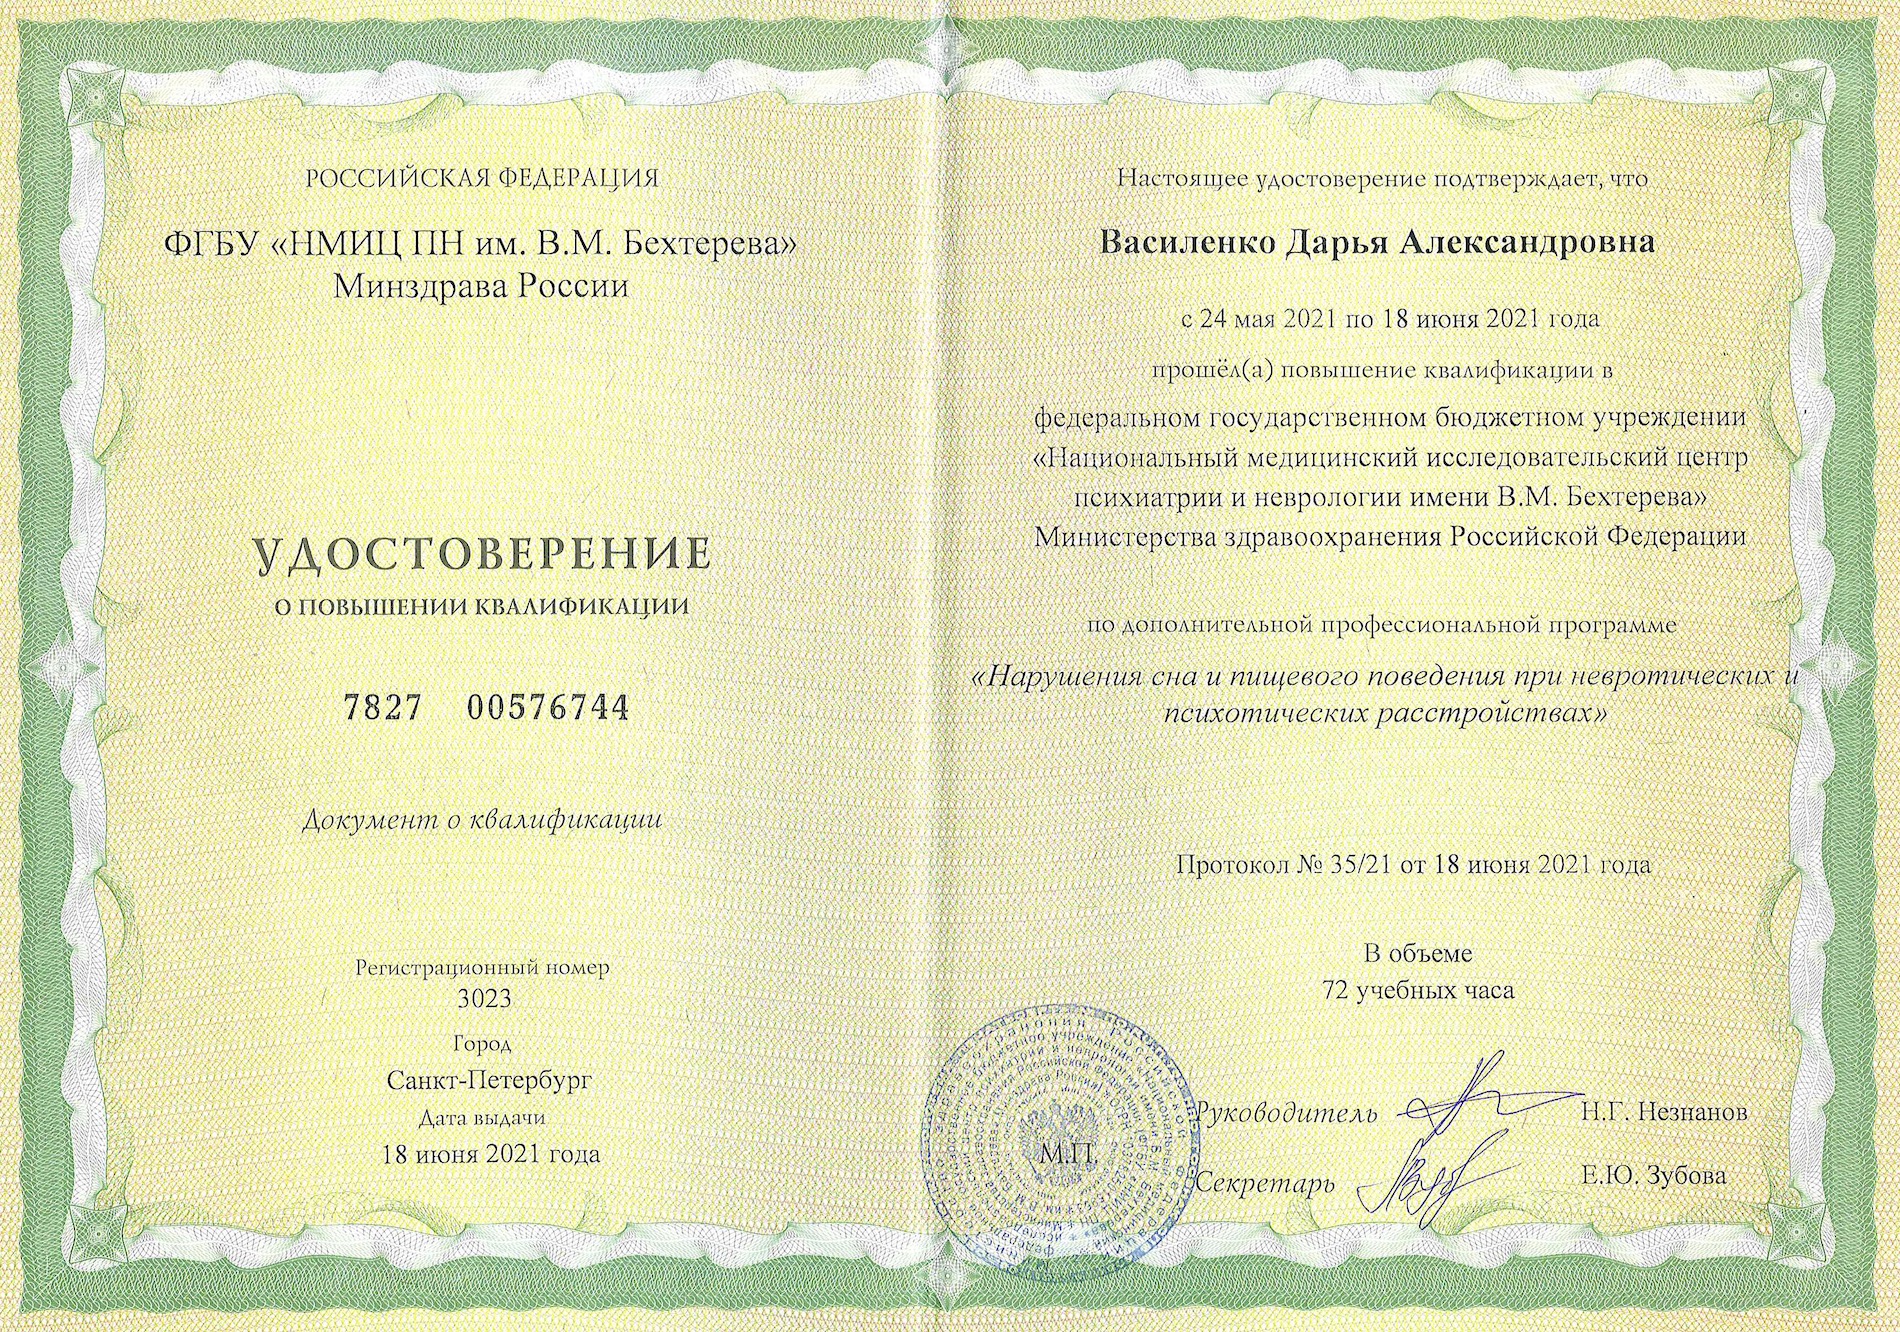 РОССИЙСКАЯ ФЕДЕРАЦИЯ
ФГБУ «НМИЦ ПН им. В.М. Бехтерева»
Минздрава России
УДОСТОВЕРЕНИЕ
О ПОВЫШЕНИИ КВАЛИФИКАЦИИ
7827 00576744
Документ о квалификации
Регистрационный номер
3023
Город
Санкт-Петербург
Дата выдачи
18 июня 2021 года
Настоящее удостоверение подтверждает, что
Василенко Дарья Александровна
с 24 мая 2021 по 18 июня 2021 года
прошёл(а) повышение квалификации в
федеральном государственном бюджетном учреждении
«Национальный медицинский исследовательский центр
психиатрии и неврологии имени В.М. Бехтерева»
Министерства здравоохранения Российской Федерации
по дополнительной профессиональной программе
«Нарушения сна и пищевого поведения при невротических и
психотических расстройствах»
Протокол № 35/21 от 18 июня 2021 года
В объеме
72 учебных часа
Руководитель Н.Г. Незнанов
М.П.
Секретарь Е.Ю. Зубова